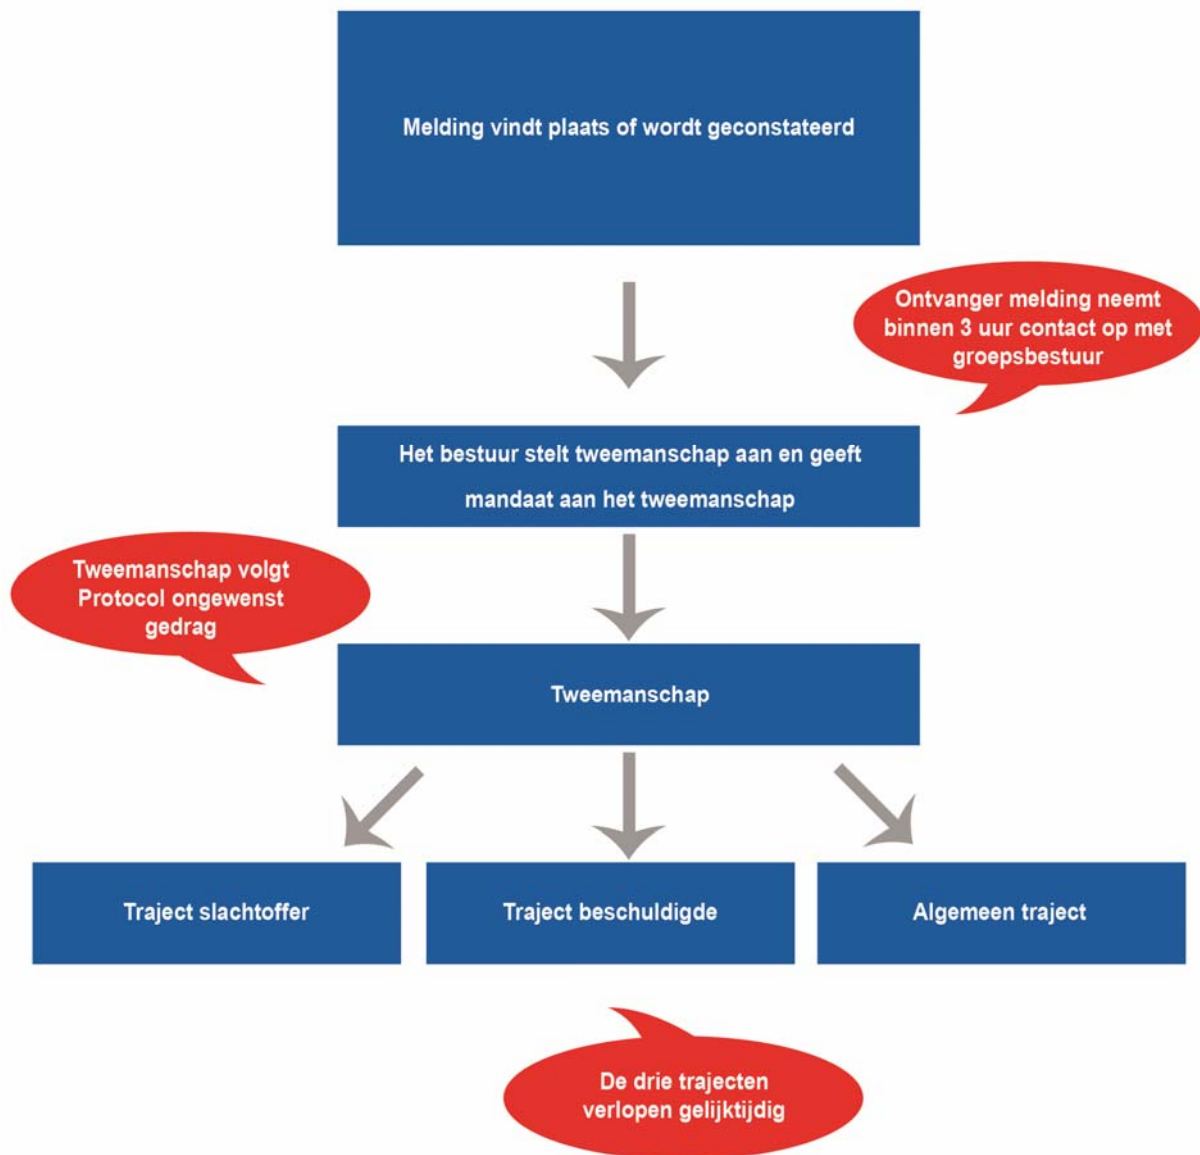 Melding vindt plaats of wordt geconstateerd
Ontvanger melding neemt
binnen 3 uur contact op met
groepsbestuur
Het bestuur stelt tweemanschap aan en geeft
mandaat aan het tweemanschap
Tweemanschap volgt
Protocol ongewenst
gedrag
Tweemanschap
Traject slachtoffer
Traject beschuldigde
Algemeen traject
De drie trajecten
verlopen gelijktijdig